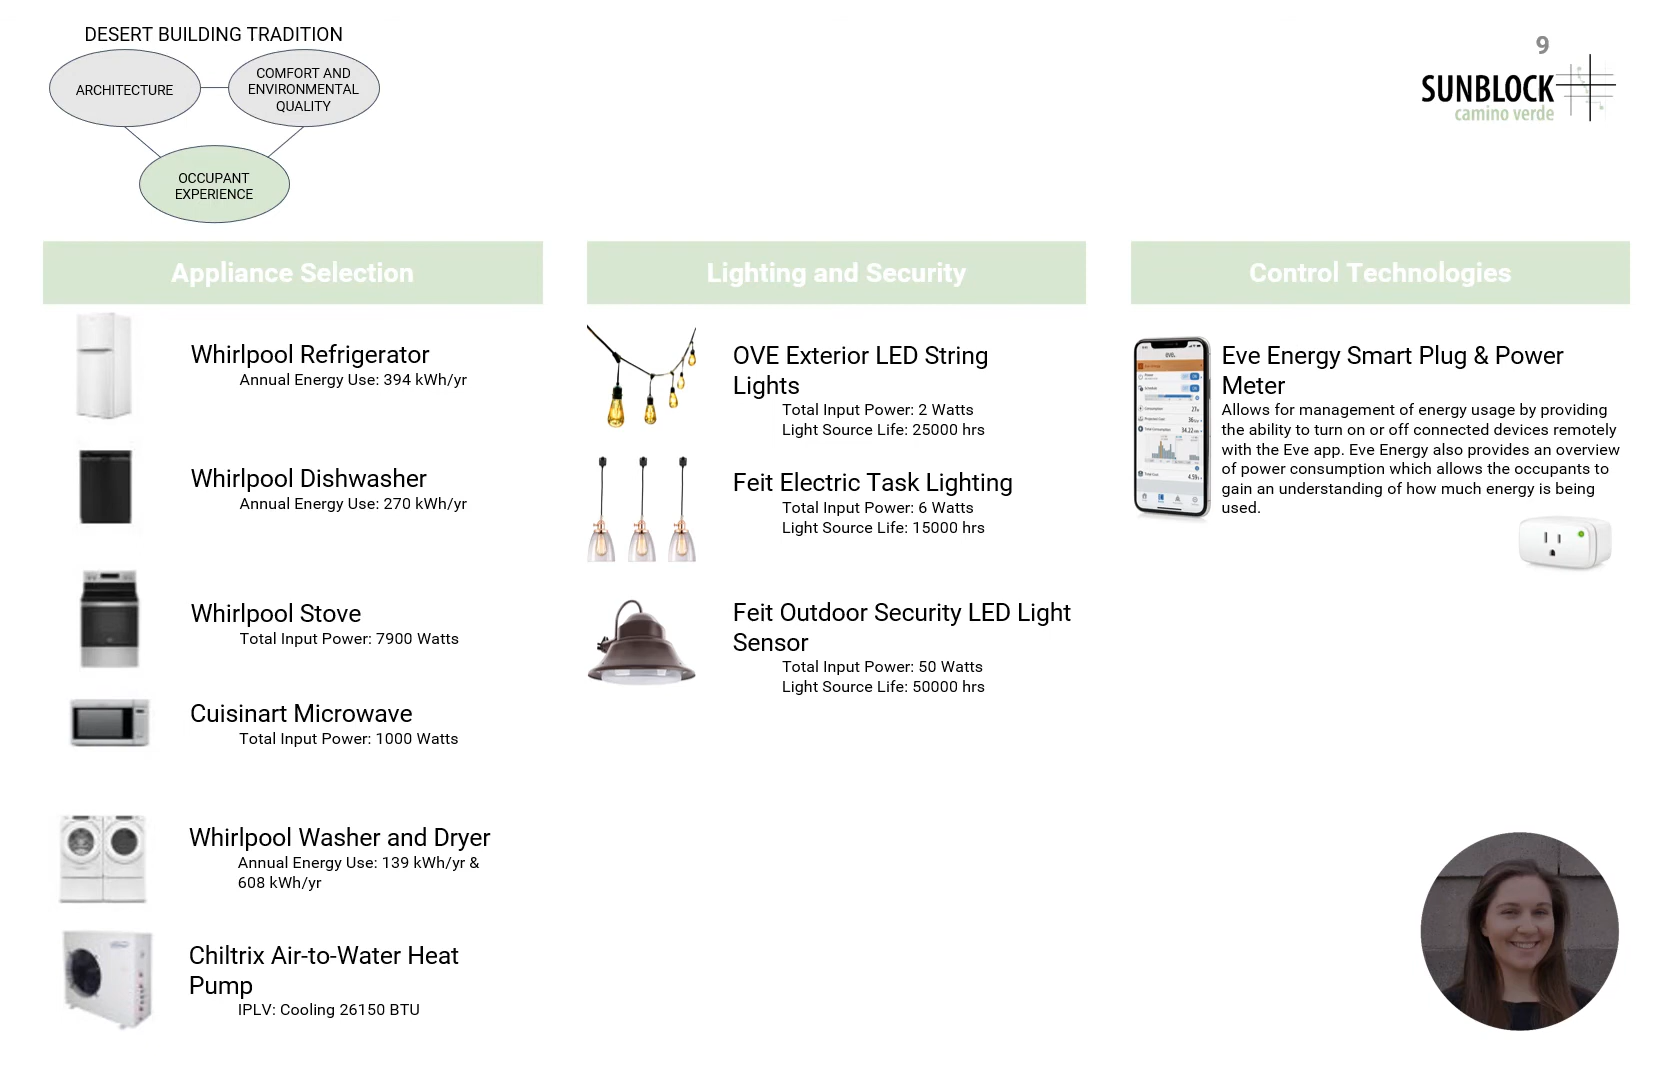 DESERT BUILDING TRADITION
ARCHITECTURE
COMFORT AND
ENVIRONMENTAL
QUALITY
OCCUPANT
EXPERIENCE
9
SUNBLOCK
camino verde
Appliance Selection
Whirlpool Refrigerator
Annual Energy Use: 394 kWh/yr
Whirlpool Dishwasher
Annual Energy Use: 270 kWh/yr
Whirlpool Stove
Total Input Power: 7900 Watts
Cuisinart Microwave
Total Input Power: 1000 Watts
Whirlpool Washer and Dryer
Annual Energy Use: 139 kWh/yr &
608 kWh/yr
Chiltrix Air-to-Water Heat
Pump
IPLV: Cooling 26150 BTU
Lighting and Security
OVE Exterior LED String
Lights
Total Input Power: 2 Watts
Light Source Life: 25000 hrs
Feit Electric Task Lighting
Total Input Power: 6 Watts
Light Source Life: 15000 hrs
Feit Outdoor Security LED Light
Sensor
Total Input Power: 50 Watts
Light Source Life: 50000 hrs
Control Technologies
Eve Energy Smart Plug & Power
Meter
Allows for management of energy usage by providing
the ability to turn on or off connected devices remotely
with the Eve app. Eve Energy also provides an overview
of power consumption which allows the occupants to
gain an understanding of how much energy is being
used.